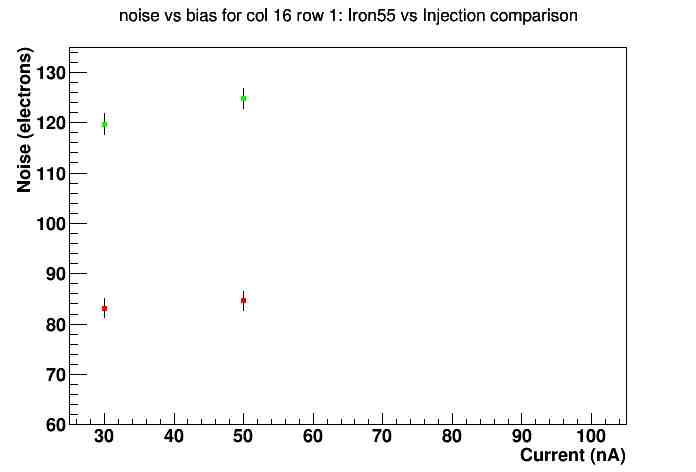 noise vs bias for col 16 row 1: Iron55 vs Injection comparison
Noise (electrons)
130
120
110
100
90
80
70
60
30 40 50 60 70 80 90 100
Current (nA)